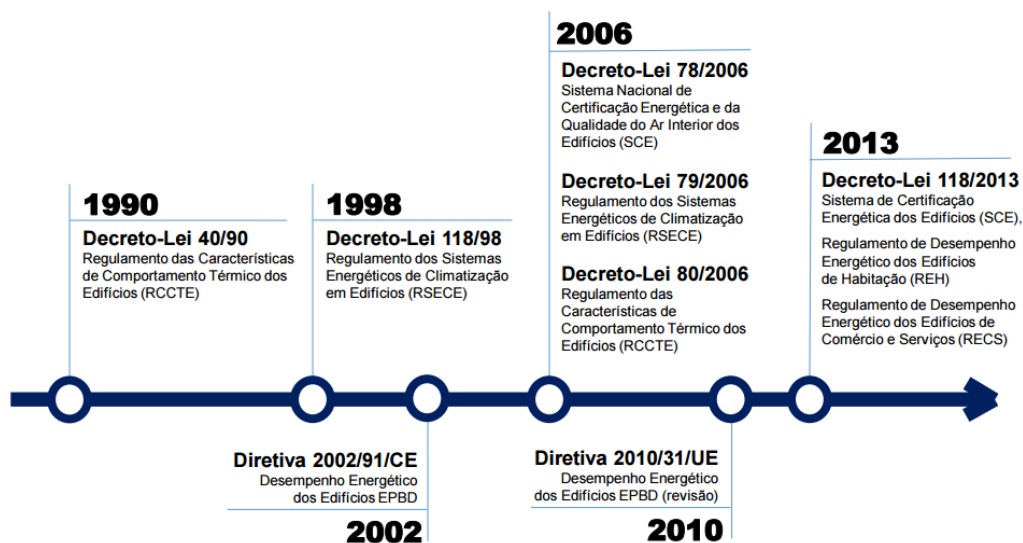 1990
Decreto-Lei 40/90
Regulamento das Características
de Comportamento Térmico dos
Edifícios (RCCTE)
1998
Decreto-Lei 118/98
Regulamento dos Sistemas
Energéticos de Climatização
em Edifícios (RSECE)
2006
Decreto-Lei 78/2006
Sistema Nacional de
Certificação Energética e da
Qualidade do Ar Interior dos
Edifícios (SCE)
Decreto-Lei 79/2006
Regulamento dos Sistemas
Energéticos de Climatização
em Edifícios (RSECE)
Decreto-Lei 80/2006
Regulamento das
Características de
Comportamento Térmico dos
Edifícios (RCCTE)
2013
Decreto-Lei 118/2013
Sistema de Certificação
Energética dos Edifícios (SCE),
Regulamento de Desempenho
Energético dos Edifícios
de Habitação (REH)
Regulamento de Desempenho
Energético dos Edifícios de
Comércio e Serviços (RECS)
Diretiva 2002/91/CE
Desempenho Energético
dos Edifícios EPBD
2002
Diretiva 2010/31/UE
Desempenho Energético
dos Edifícios EPBD (revisão)
2010